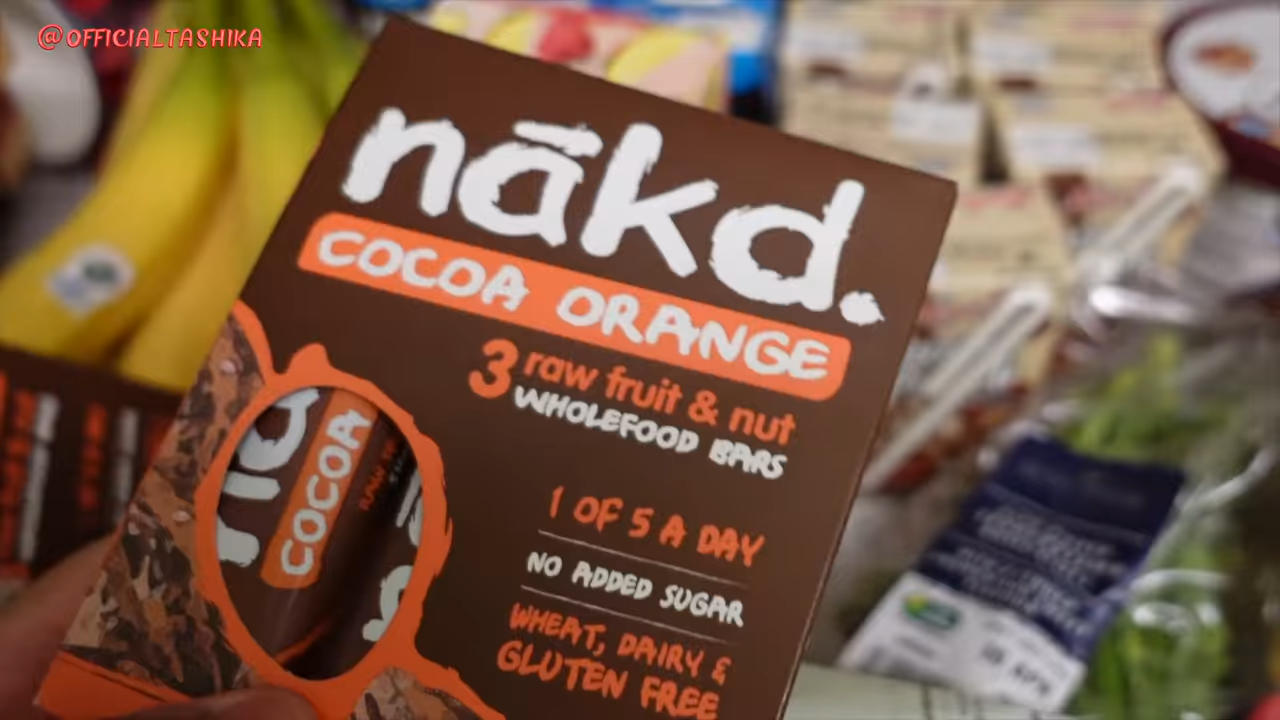 @OFFICIALTASHIKA
nākd.
COCOA ORANGE
3 raw fruit & nut
WHOLEFOOD BARS
COCOA
1 OF 5 A DAY
NO ADDED SUGAR
WHEAT, DAIRY &
GLUTEN FREE